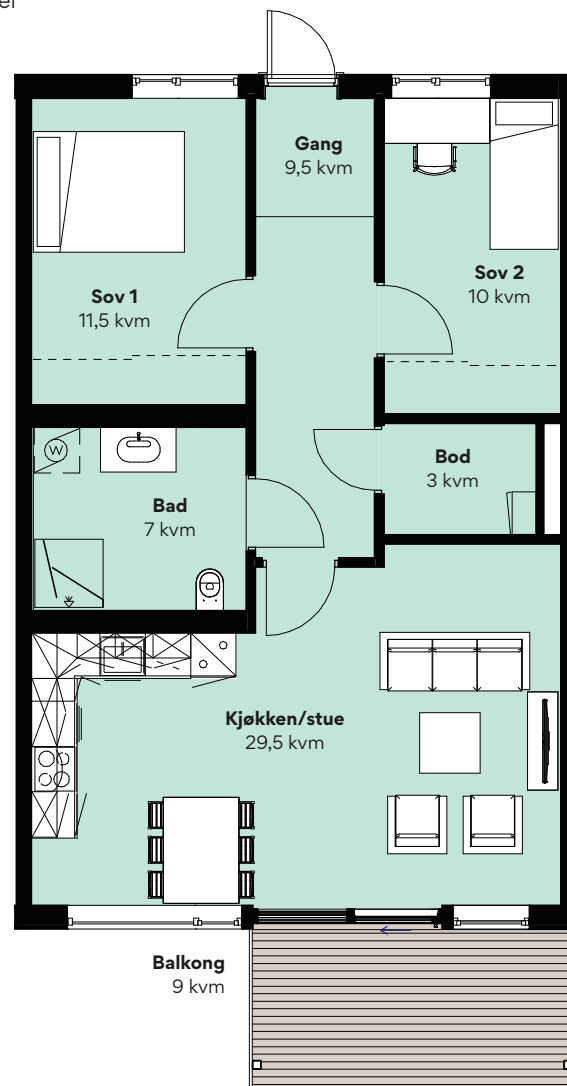 Gang
9,5 kvm
Sov 2
10 kvm
Sov 1
11,5 kvm
Bod
3 kvm
W
Bad
7 kvm
Kjøkken/stue
29,5 kvm
Balkong
9 kvm